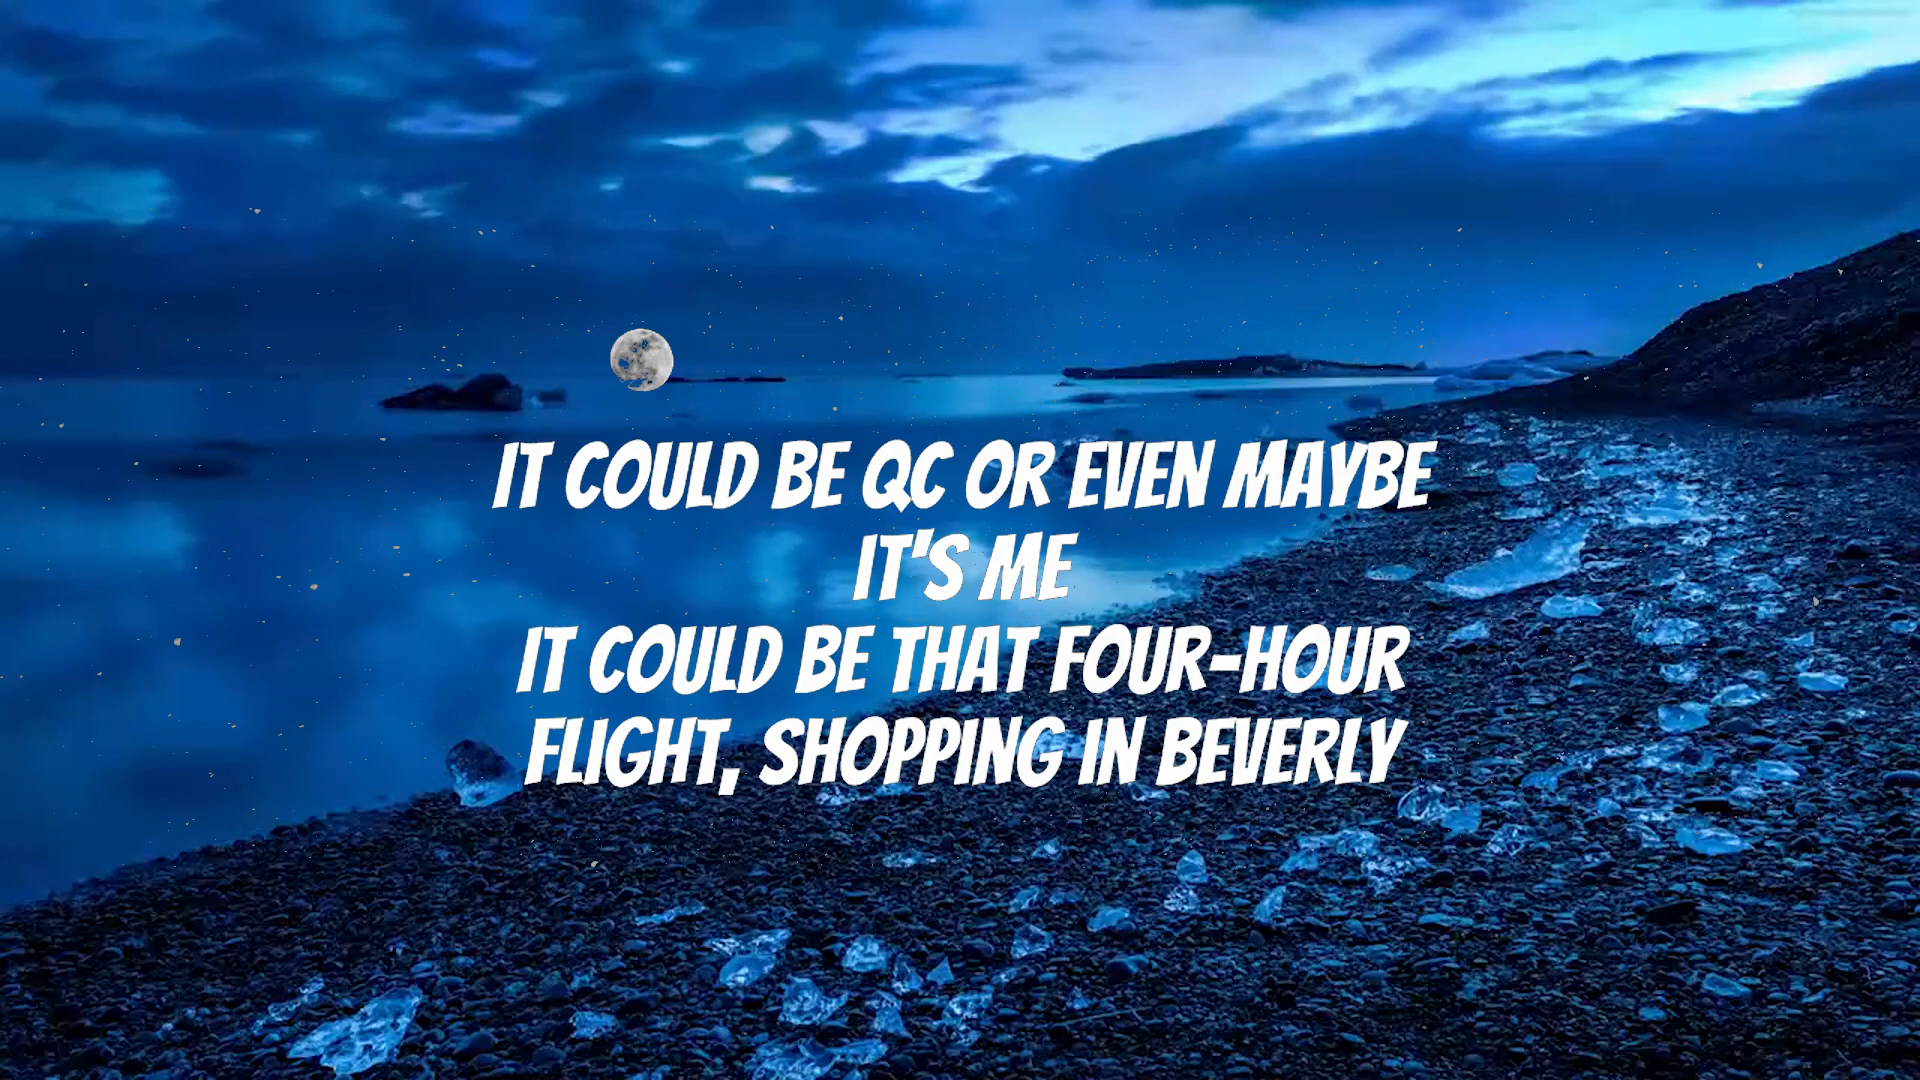 IT COULD BE QC OR EVEN MAYBE
IT'S ME
IT COULD BE THAT FOUR-HOUR
FLIGHT, SHOPPING IN BEVERLY